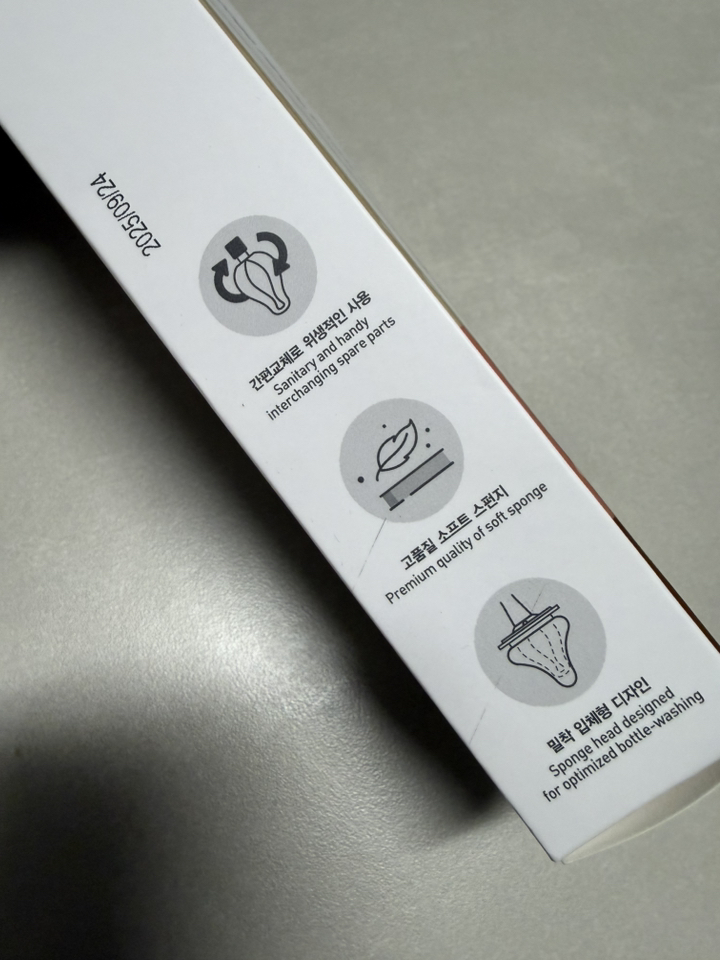 2025/09/24
간편교체로 위생적인 사용
Sanitary and handy
interchanging spare parts
고품질 소프트 스펀지
Premium quality of soft sponge
밀착 입체형 디자인
Sponge head designed
for optimized bottle-washing